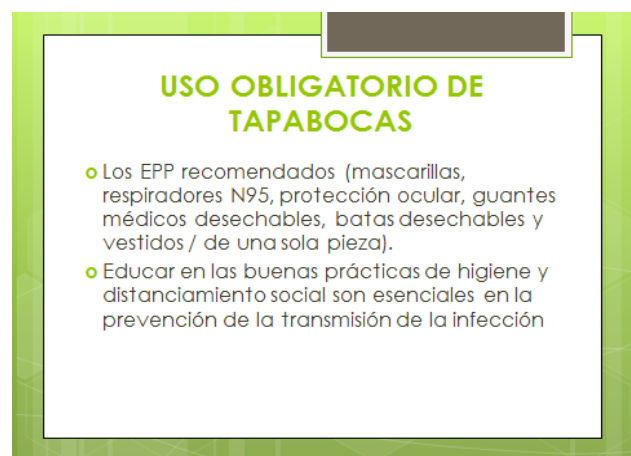 USO OBLIGATORIO DE
TAPABOCAS
Los EPP recomendados (mascarillas,
respiradores N95, protección ocular, guantes
médicos desechables, batas desechables y
vestidos / de una sola pieza).
Educar en las buenas prácticas de higiene y
distanciamiento social son esenciales en la
prevención de la transmisión de la infección